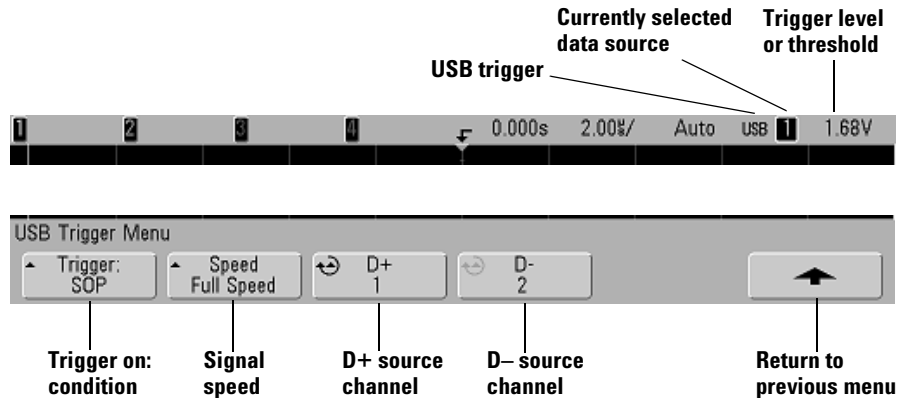 Currently selected
data source
Trigger level
or threshold
USB trigger
1 2 3 4 0.000s 2.00㎲/ Auto USB 1 1.68V
USB Trigger Menu
Trigger:
SOP
Speed
Full Speed
D+
1
D-
2
Trigger on:
condition
Signal
speed
D+ source
channel
D– source
channel
Return to
previous menu